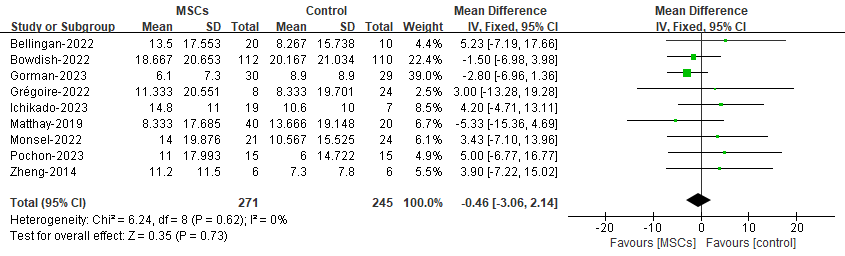 MSCs Control Mean Difference Mean Difference
Study or Subgroup Mean SD Total Mean SD Total Weight IV, Fixed, 95% CI IV, Fixed, 95% CI
Bellingan-2022 13.5 17.553 20 8.267 15.738 10 4.4% 5.23 [-7.19, 17.66]
Bowdish-2022 18.667 20.653 112 20.167 21.034 110 22.4% -1.50 [-6.98, 3.98]
Gorman-2023 6.1 7.3 30 8.9 8.9 29 39.0% -2.80 [-6.96, 1.36]
Grégoire-2022 11.333 20.551 8 8.333 19.701 24 2.5% 3.00 [-13.28, 19.28]
Ichikado-2023 14.8 11 19 10.6 10 7 8.5% 4.20 [-4.71, 13.11]
Matthay-2019 8.333 17.685 40 13.666 19.148 20 6.7% -5.33 [-15.36, 4.69]
Monsel-2022 14 19.876 21 10.567 15.525 24 6.1% 3.43 [-7.10, 13.96]
Pochon-2023 11 17.993 15 6 14.722 15 4.9% 5.00 [-6.77, 16.77]
Zheng-2014 11.2 11.5 6 7.3 7.8 6 5.5% 3.90 [-7.22, 15.02]
Total (95% CI) 271 245 100.0% -0.46 [-3.06, 2.14]
Heterogeneity: Chi² = 6.24, df = 8 (P = 0.62); I² = 0%
Test for overall effect: Z = 0.35 (P = 0.73)
-20 -10 0 10 20
Favours [MSCs] Favours [control]